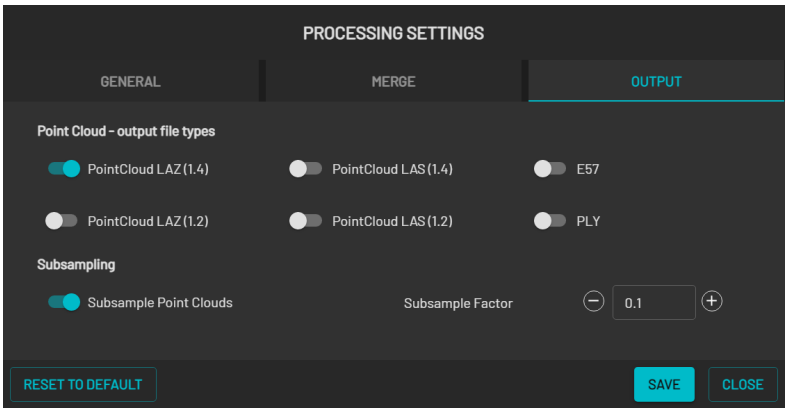 PROCESSING SETTINGS
GENERAL MERGE OUTPUT
Point Cloud - output file types
PointCloud LAZ (1.4) PointCloud LAS (1.4) E57
PointCloud LAZ (1.2) PointCloud LAS (1.2) PLY
Subsampling
Subsample Point Clouds Subsample Factor 0.1
RESET TO DEFAULT SAVE CLOSE